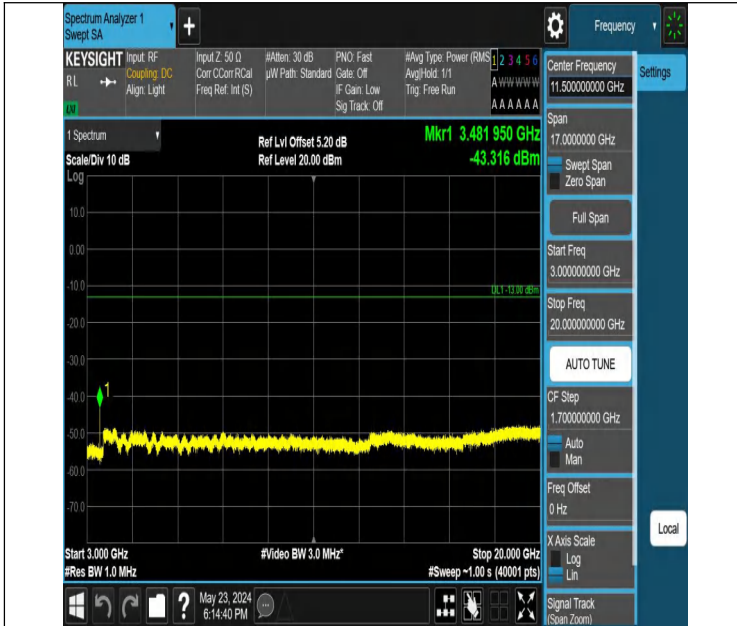 Spectrum Analyzer 1
Swept SA
+
Frequency
KEYSIGHT
RL
Input: RF
Coupling: DC
Align: Light
Input Z: 50 Ω
Corr CCorr RCal
Freq Ref: Int (S)
#Atten: 30 dB
µW Path: Standard
PNO: Fast
Gate: Off
IF Gain: Low
Sig Track: Off
#Avg Type: Power (RMS
Avg|Hold: 1/1
Trig: Free Run
1 2 3 4 5 6
A W W W W W
A A A A A A
Center Frequency
11.500000000 GHz
Settings
Span
17.0000000 GHz
Swept Span
Zero Span
Full Span
Start Freq
3.000000000 GHz
Stop Freq
20.000000000 GHz
AUTO TUNE
CF Step
1.700000000 GHz
Auto
Man
Freq Offset
0 Hz
X Axis Scale
Log
Lin
Signal Track
(Span Zoom)
Local
1 Spectrum
Scale/Div 10 dB
Ref Lvl Offset 5.20 dB
Ref Level 20.00 dBm
Mkr1 3.481 950 GHz
-43.316 dBm
Log
10.0
0.00
-10.0
DL1 -13.00 dBm
-20.0
-30.0
-40.0
1
-50.0
-60.0
-70.0
Start 3.000 GHz
#Res BW 1.0 MHz
#Video BW 3.0 MHz*
Stop 20.000 GHz
#Sweep ~1.00 s (40001 pts)
?
May 23, 2024
6:14:40 PM